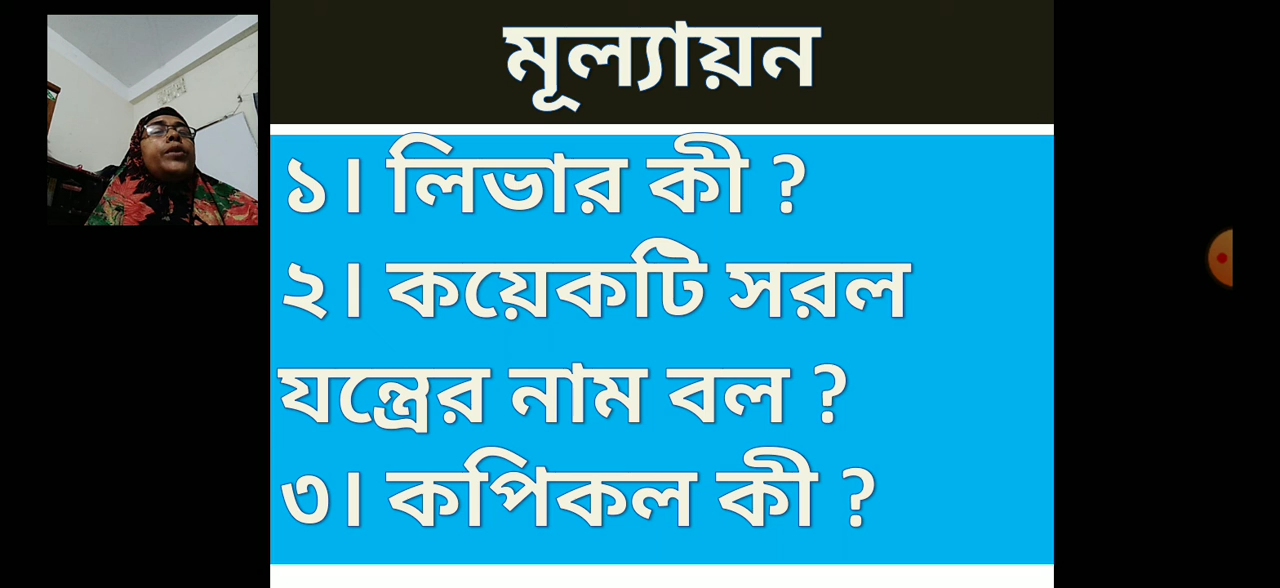 মূল্যায়ন
১। লিভার কী ?
২। কয়েকটি সরল
যন্ত্রের নাম বল ?
৩। কপিকল কী ?